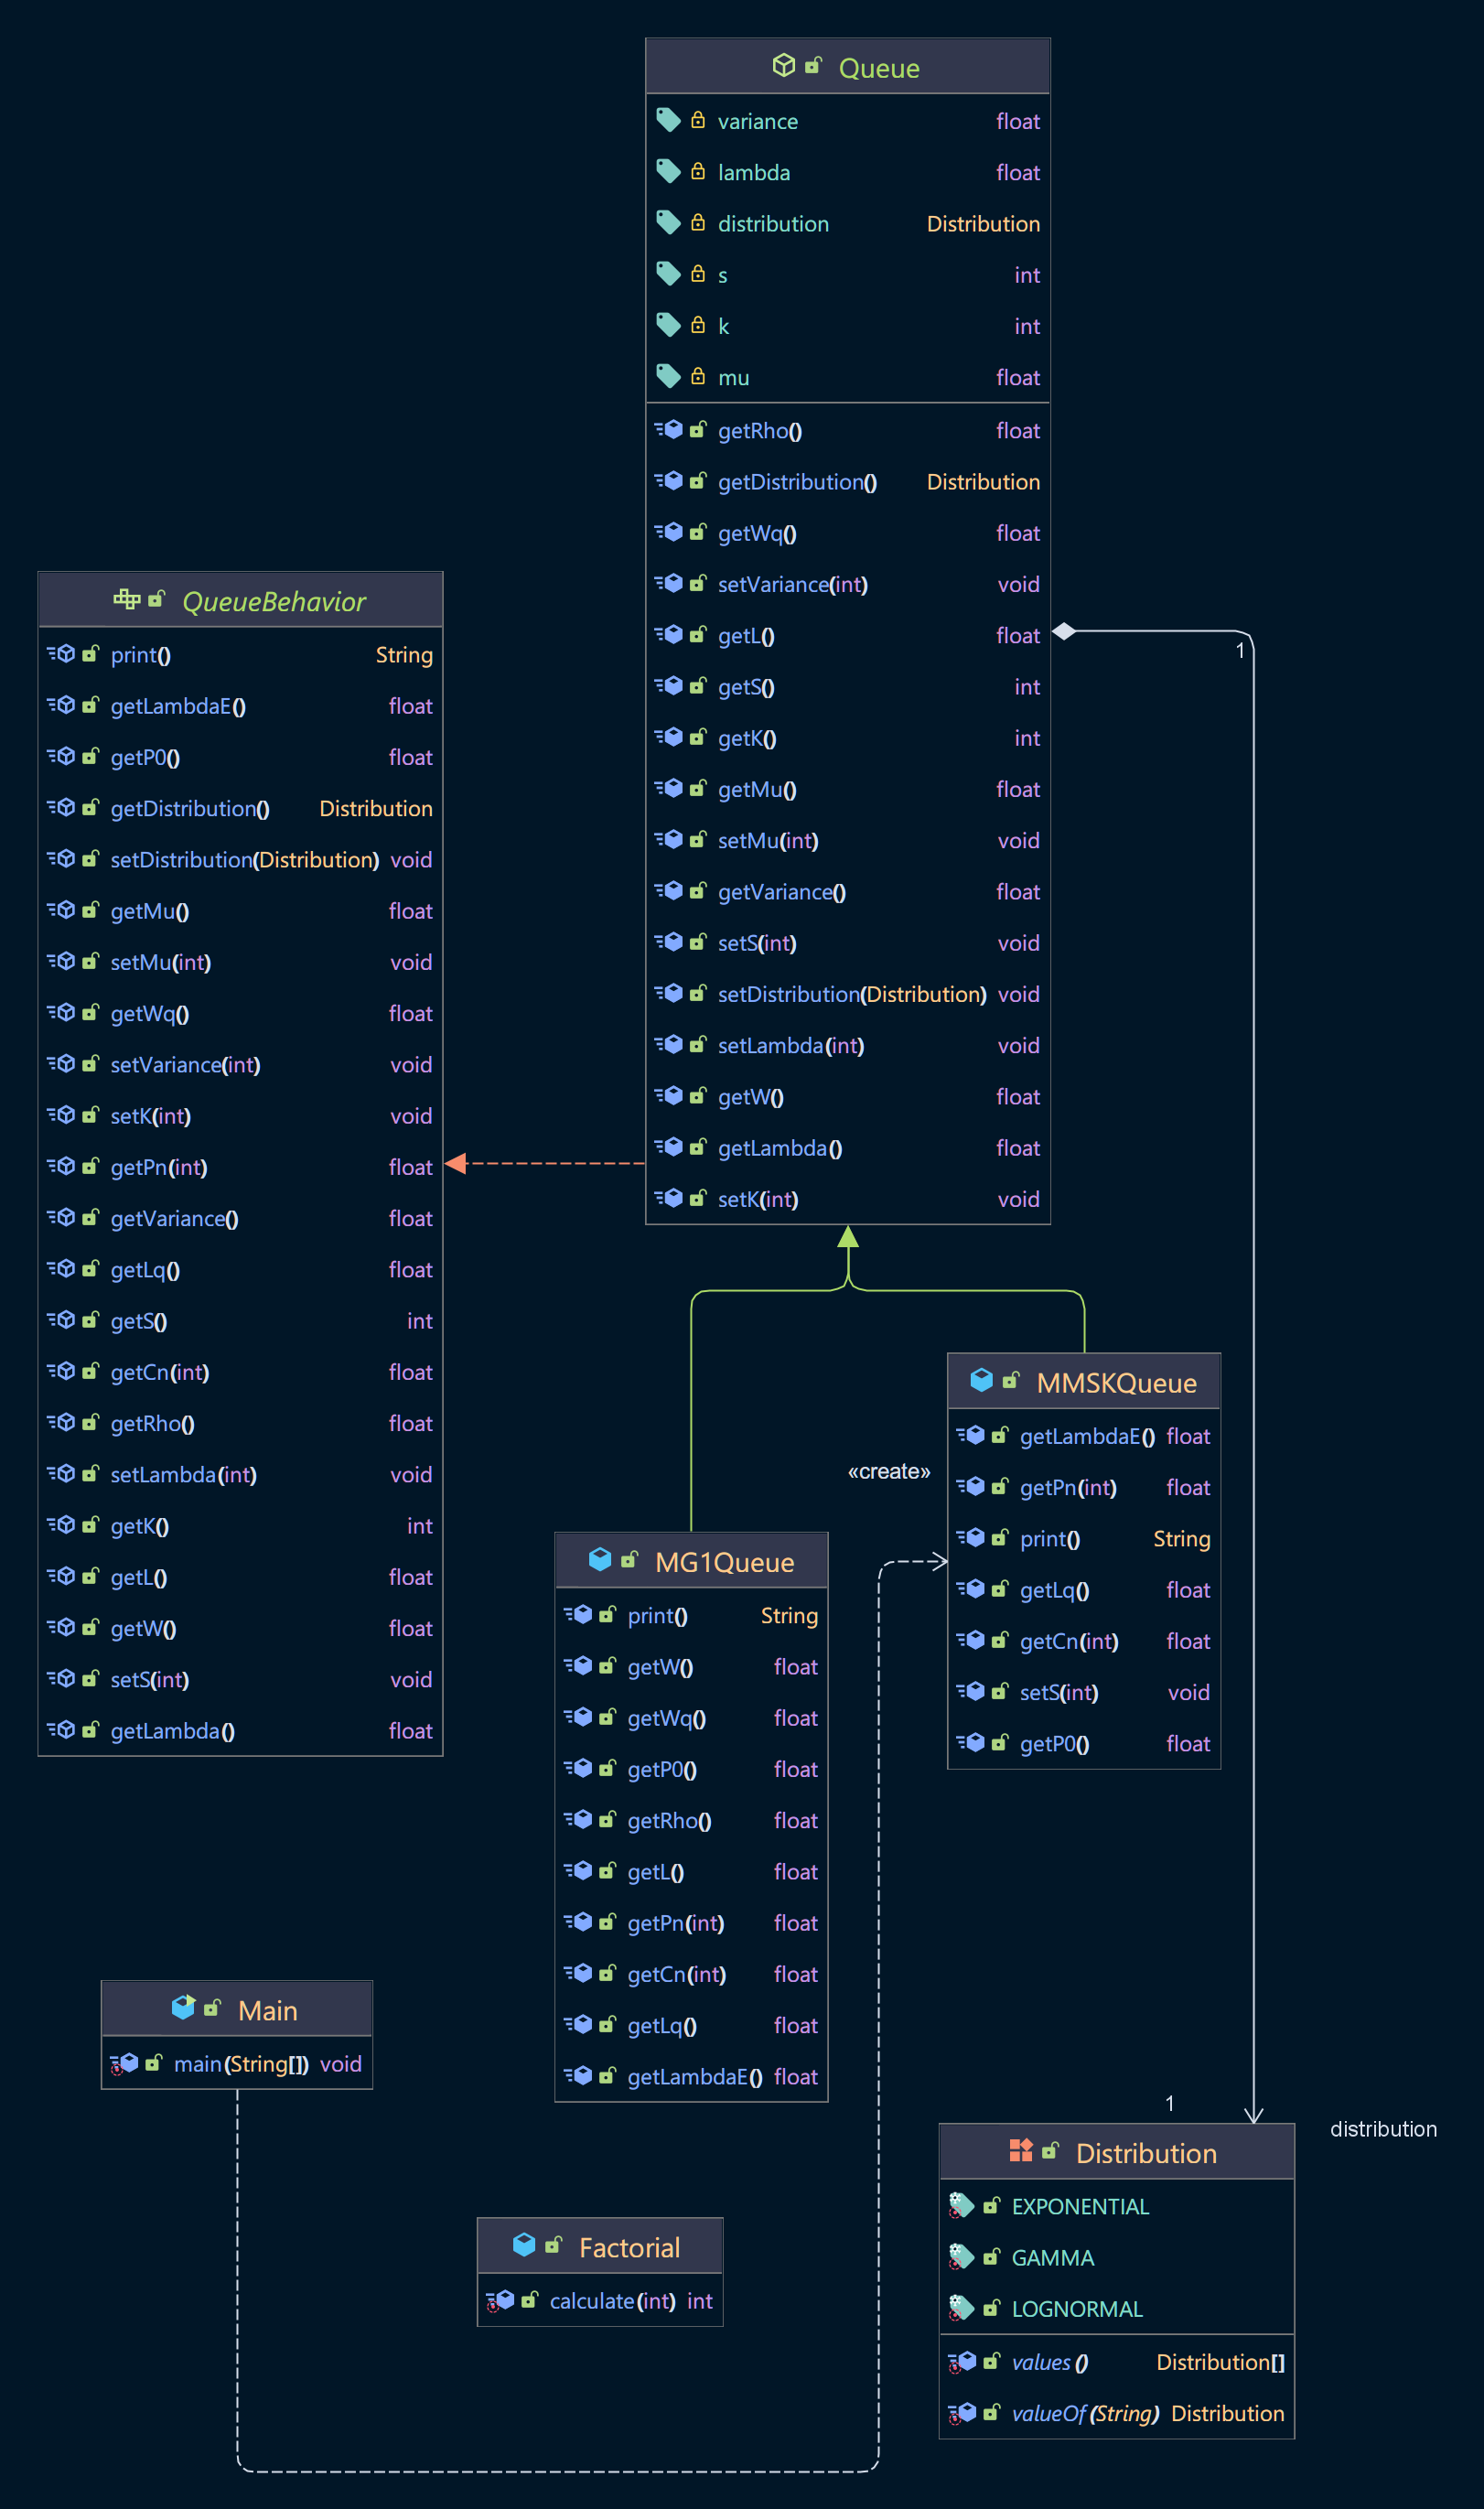 Queue
variance float
lambda float
distribution Distribution
s int
k int
mu float
getRho() float
getDistribution() Distribution
getWq() float
setVariance(int) void
getL() float
getS() int
getK() int
getMu() float
setMu(int) void
getVariance() float
setS(int) void
setDistribution(Distribution) void
setLambda(int) void
getW() float
getLambda() float
setK(int) void
1
QueueBehavior
print() String
getLambdaE() float
getP0() float
getDistribution() Distribution
setDistribution(Distribution) void
getMu() float
setMu(int) void
getWq() float
setVariance(int) void
setK(int) void
getPn(int) float
getVariance() float
getLq() float
getS() int
getCn(int) float
getRho() float
setLambda(int) void
getK() int
getL() float
getW() float
setS(int) void
getLambda() float
MMSKQueue
getLambdaE() float
getPn(int) float
print() String
getLq() float
getCn(int) float
setS(int) void
getP0() float
«create»
MG1Queue
print() String
getW() float
getWq() float
getP0() float
getRho() float
getL() float
getPn(int) float
getCn(int) float
getLq() float
getLambdaE() float
Main
main(String[]) void
1
distribution
Distribution
EXPONENTIAL
GAMMA
LOGNORMAL
values() Distribution[]
valueOf(String) Distribution
Factorial
calculate(int) int